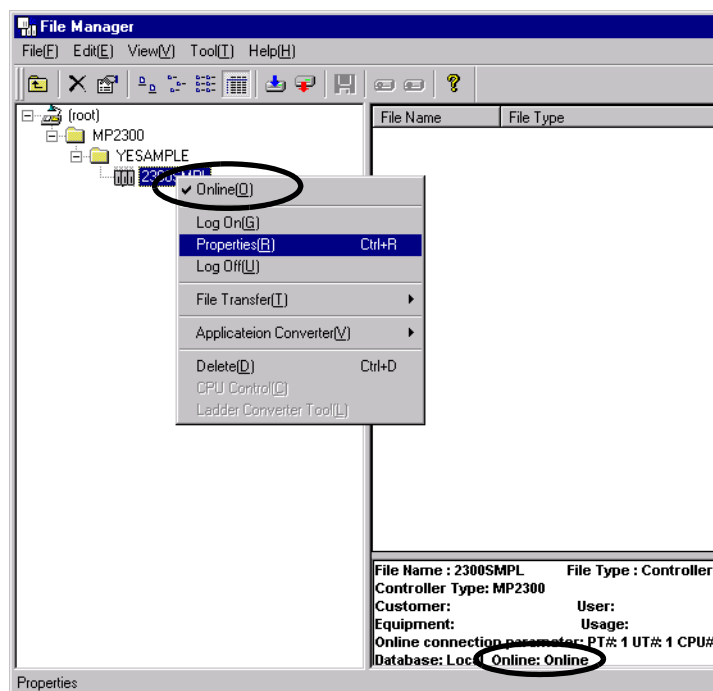 File Manager
File(F) Edit(E) View(V) Tool(T) Help(H)
(root)
MP2300
YESAMPLE
2300SMPL
File Name File Type
Online(O)
Log On(G)
Properties(R) Ctrl+R
Log Off(U)
File Transfer(T)
Applicateion Converter(V)
Delete(D) Ctrl+D
CPU Control(C)
Ladder Converter Tool(L)
File Name : 2300SMPL File Type : Controller
Controller Type: MP2300
Customer: User:
Equipment: Usage:
Online connection parameter: PT#: 1 UT#: 1 CPU#
Database: Local Online: Online
Properties